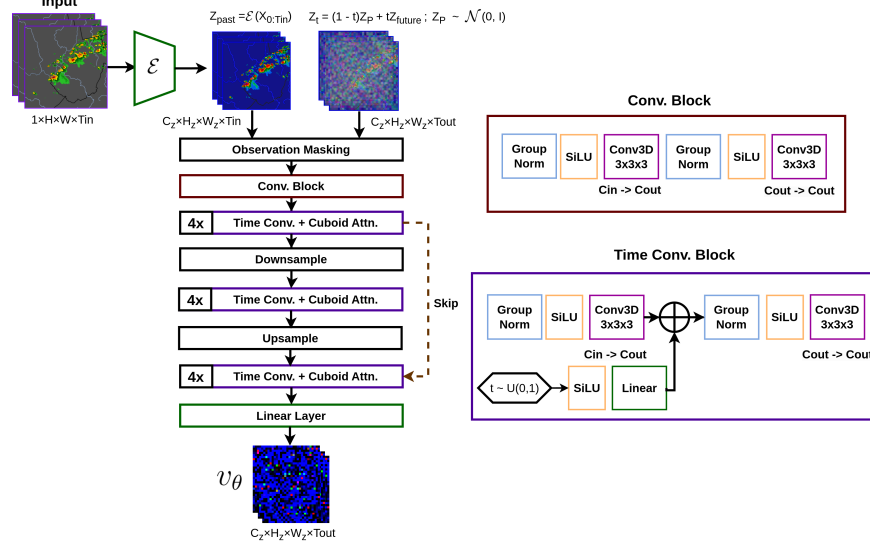 Input
Z_past = ℰ (X_0:Tin)
Z_t = (1 - t)Z_P + tZ_future ; Z_P ~ 𝒩 (0, I)
ℰ
1×H×W×Tin
C_z×H_z×W_z×Tin
C_z×H_z×W_z×Tout
Observation Masking
Conv. Block
4x Time Conv. + Cuboid Attn.
Downsample
4x Time Conv. + Cuboid Attn.
Skip
Upsample
4x Time Conv. + Cuboid Attn.
Linear Layer
v_θ
C_z×H_z×W_z×Tout
Conv. Block
Group Norm
SiLU
Conv3D 3x3x3
Group Norm
SiLU
Conv3D 3x3x3
Cin -> Cout
Cout -> Cout
Time Conv. Block
Group Norm
SiLU
Conv3D 3x3x3
Group Norm
SiLU
Conv3D 3x3x3
Cin -> Cout
Cout -> Cout
t ~ U(0,1)
SiLU
Linear